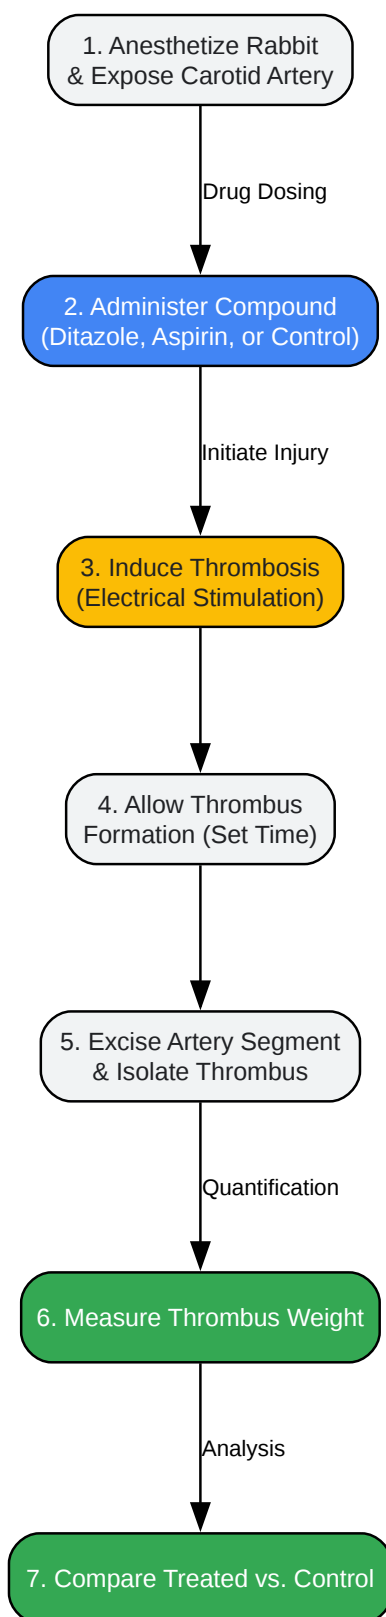 1. Anesthetize Rabbit
& Expose Carotid Artery
Drug Dosing
2. Administer Compound
(Ditazole, Aspirin, or Control)
Initiate Injury
3. Induce Thrombosis
(Electrical Stimulation)
4. Allow Thrombus
Formation (Set Time)
5. Excise Artery Segment
& Isolate Thrombus
Quantification
6. Measure Thrombus Weight
Analysis
7. Compare Treated vs. Control